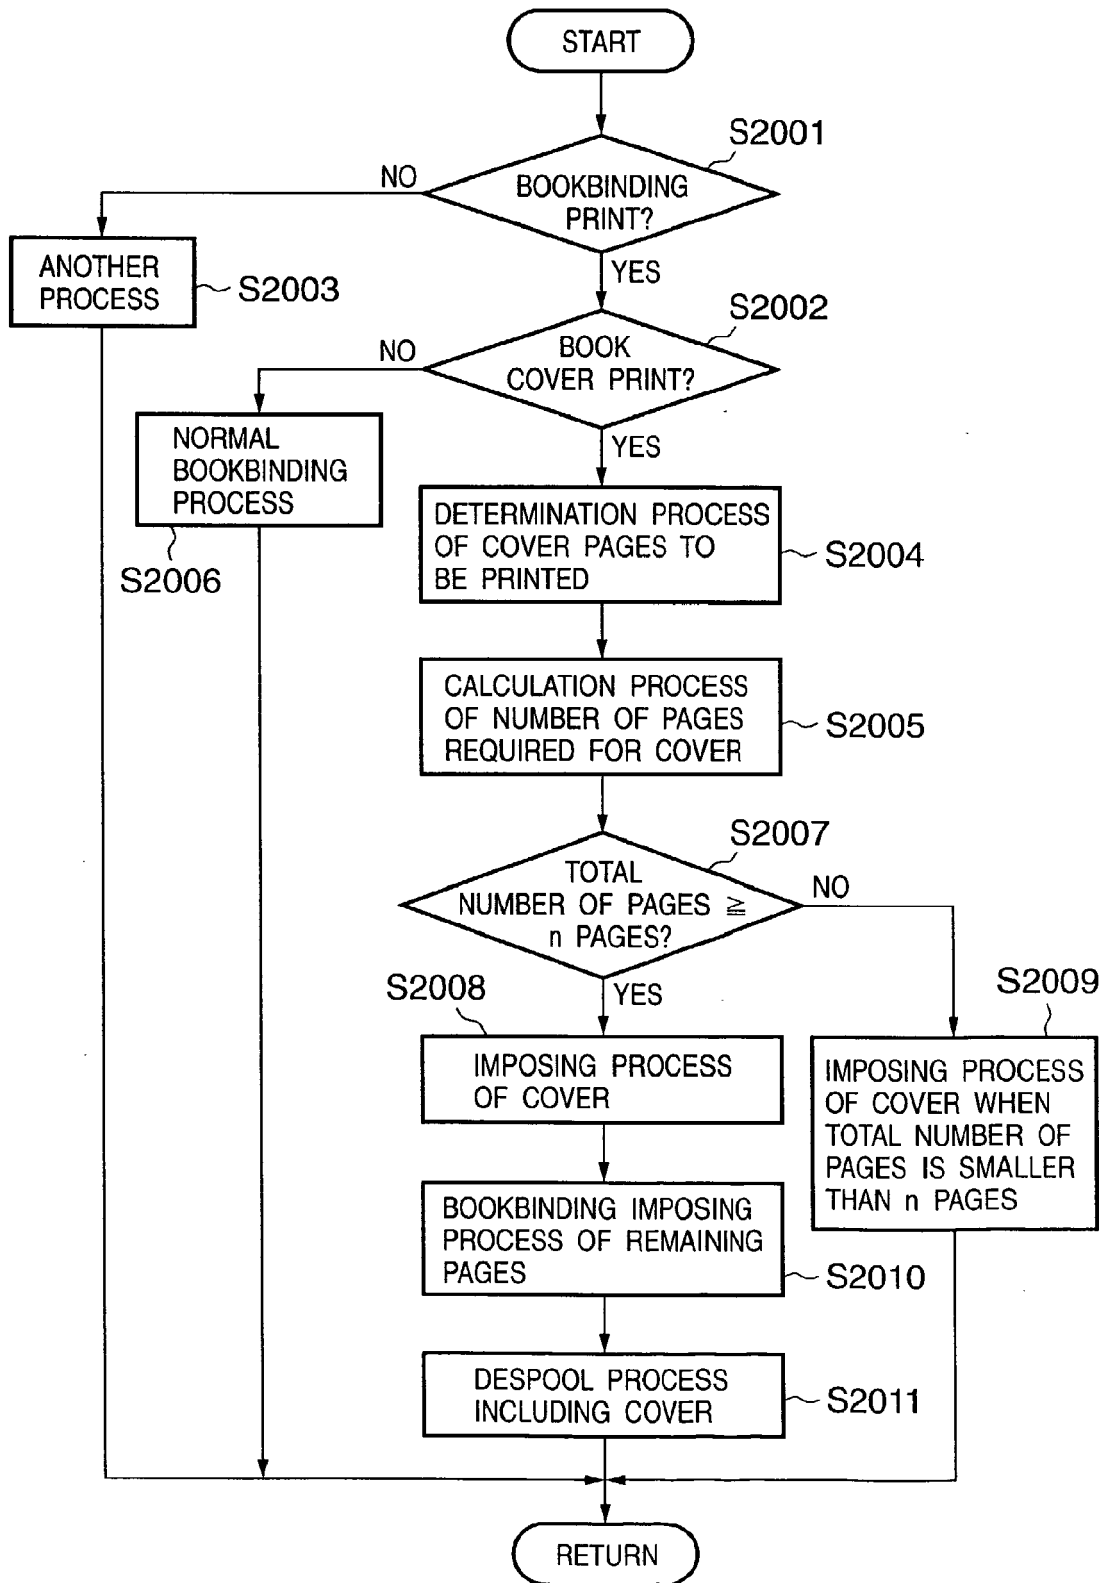 START
S2001
NO
BOOKBINDING
PRINT?
ANOTHER
PROCESS
S2003
YES
S2002
NO
BOOK
COVER PRINT?
NORMAL
BOOKBINDING
PROCESS
S2006
YES
DETERMINATION PROCESS
OF COVER PAGES TO
BE PRINTED
S2004
CALCULATION PROCESS
OF NUMBER OF PAGES
REQUIRED FOR COVER
S2005
S2007
TOTAL
NUMBER OF PAGES ≧
n PAGES?
NO
YES
S2008
IMPOSING PROCESS
OF COVER
S2009
IMPOSING PROCESS
OF COVER WHEN
TOTAL NUMBER OF
PAGES IS SMALLER
THAN n PAGES
BOOKBINDING IMPOSING
PROCESS OF REMAINING
PAGES
S2010
DESPOOL PROCESS
INCLUDING COVER
S2011
RETURN